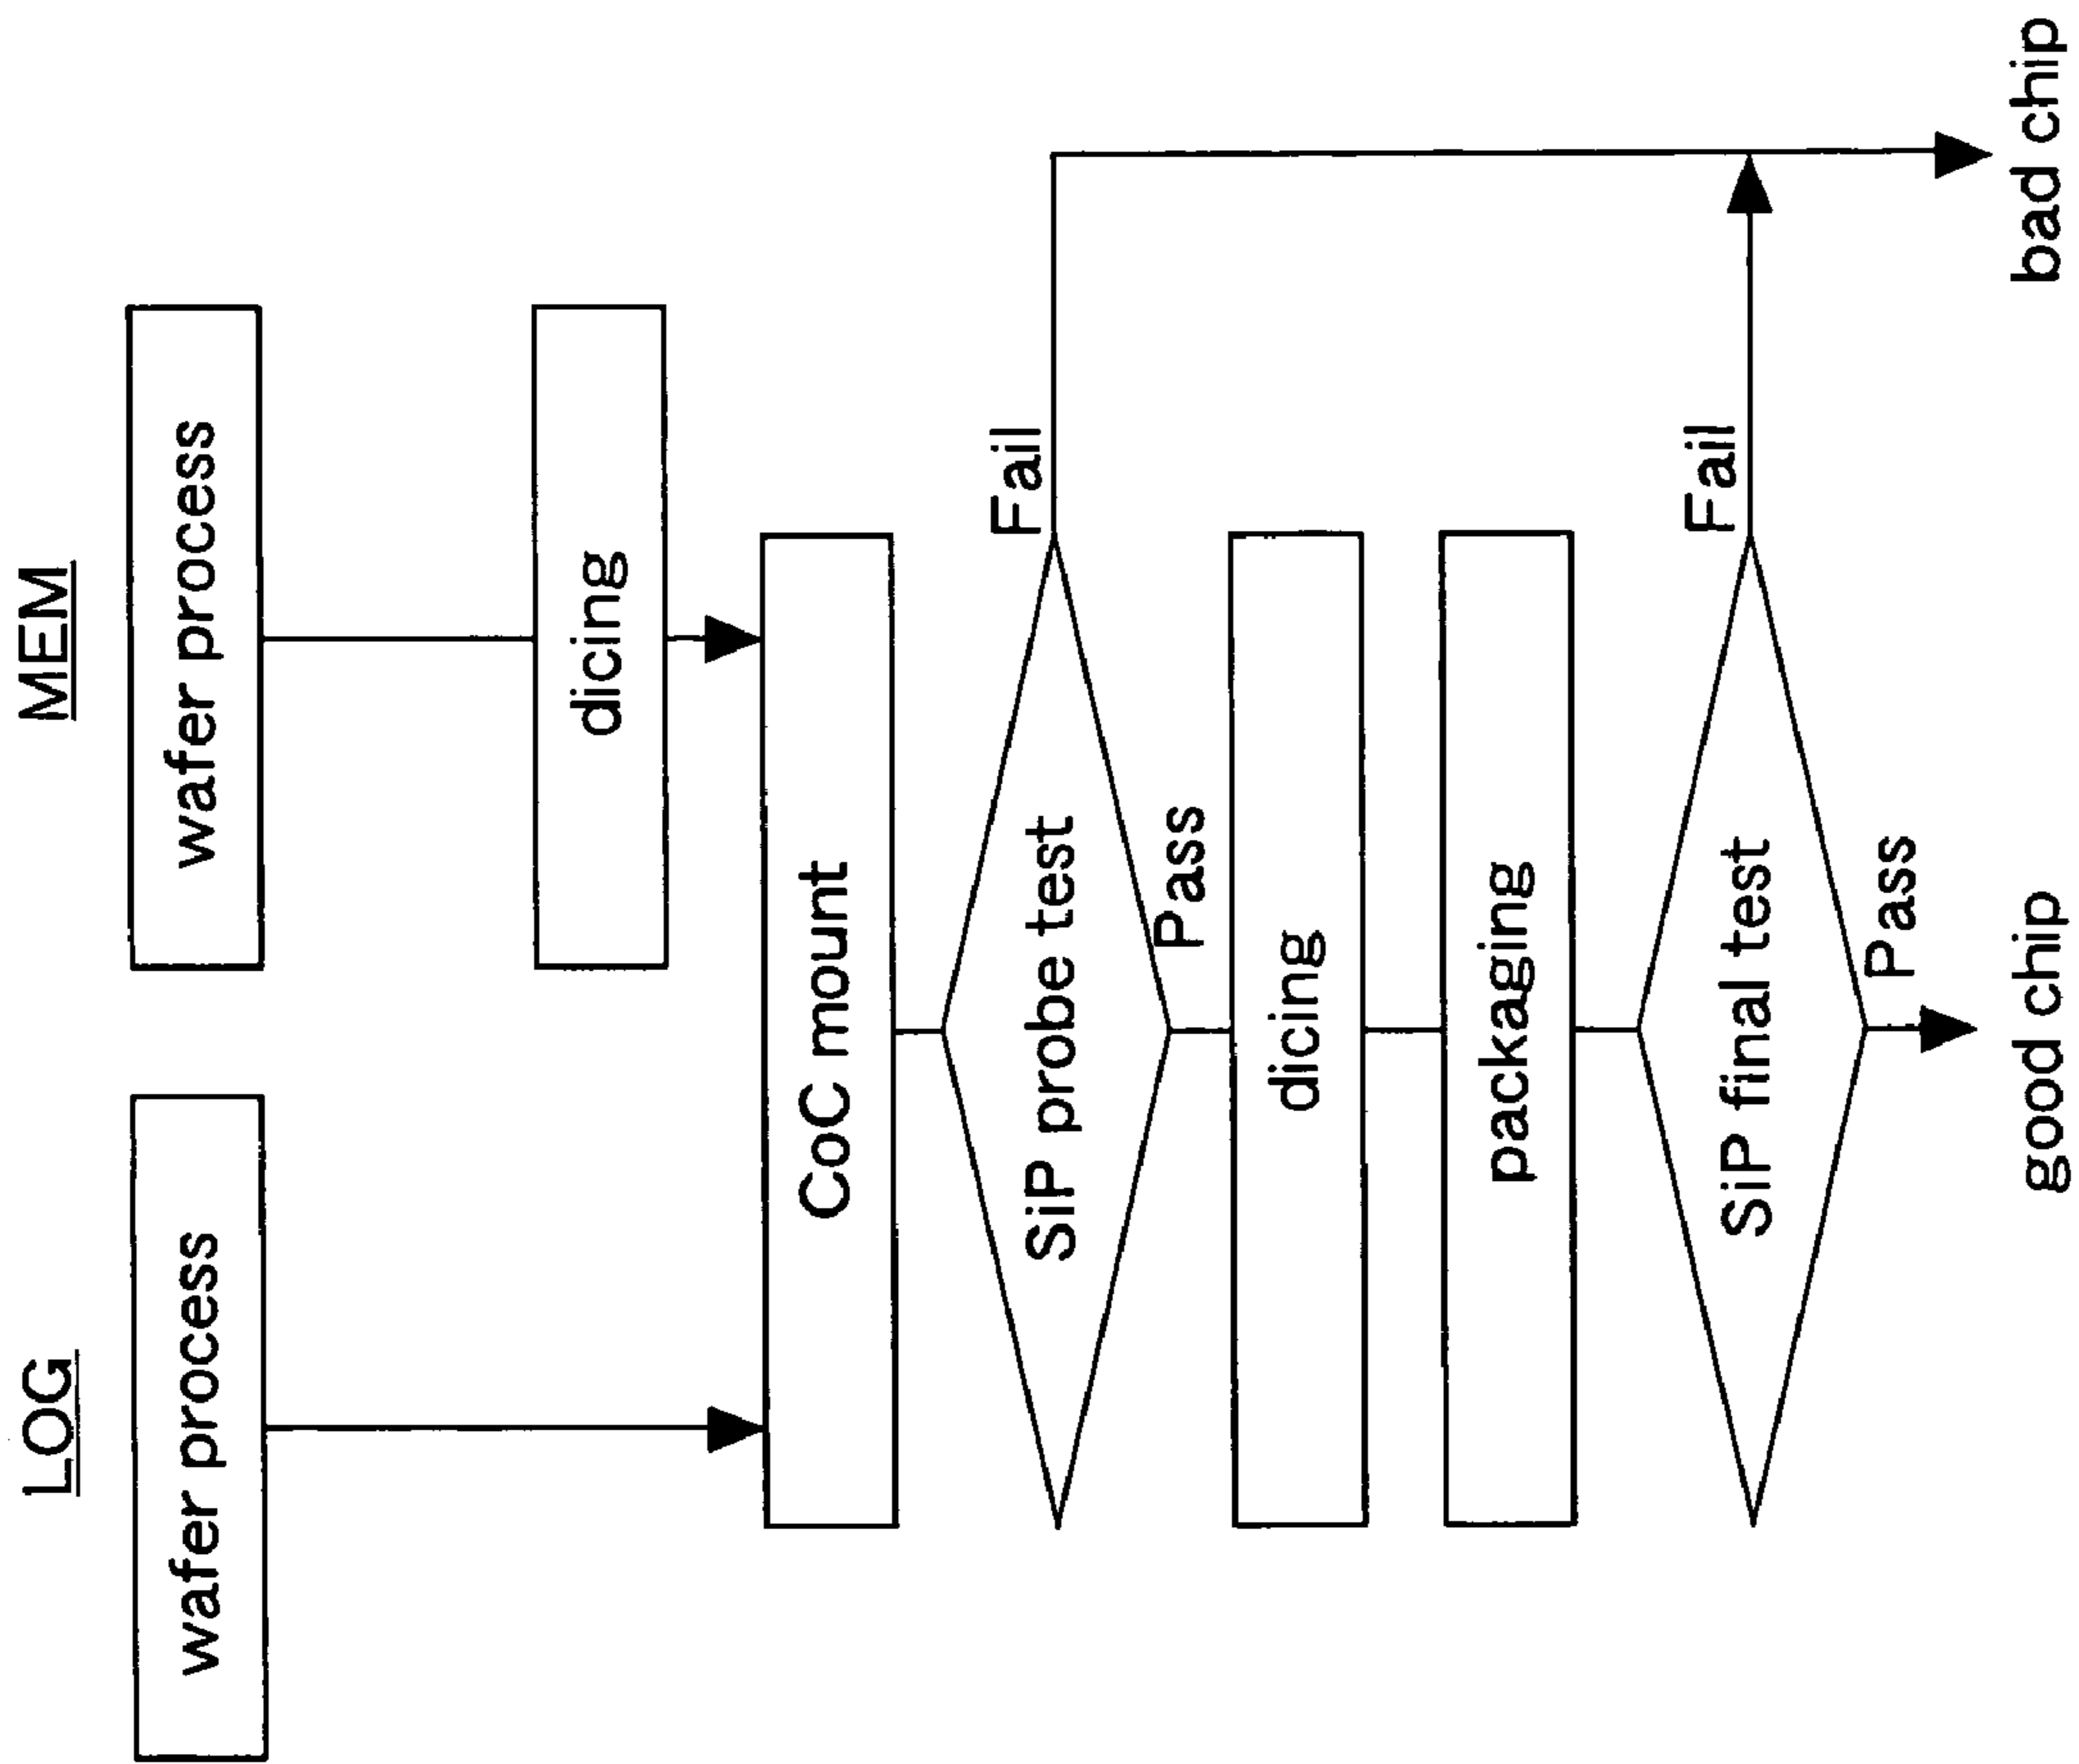 LOG
MEM
wafer process
wafer process
dicing
CoC mount
SiP probe test
Fail
Pass
dicing
packaging
SiP final test
Fail
Pass
good chip
bad chip